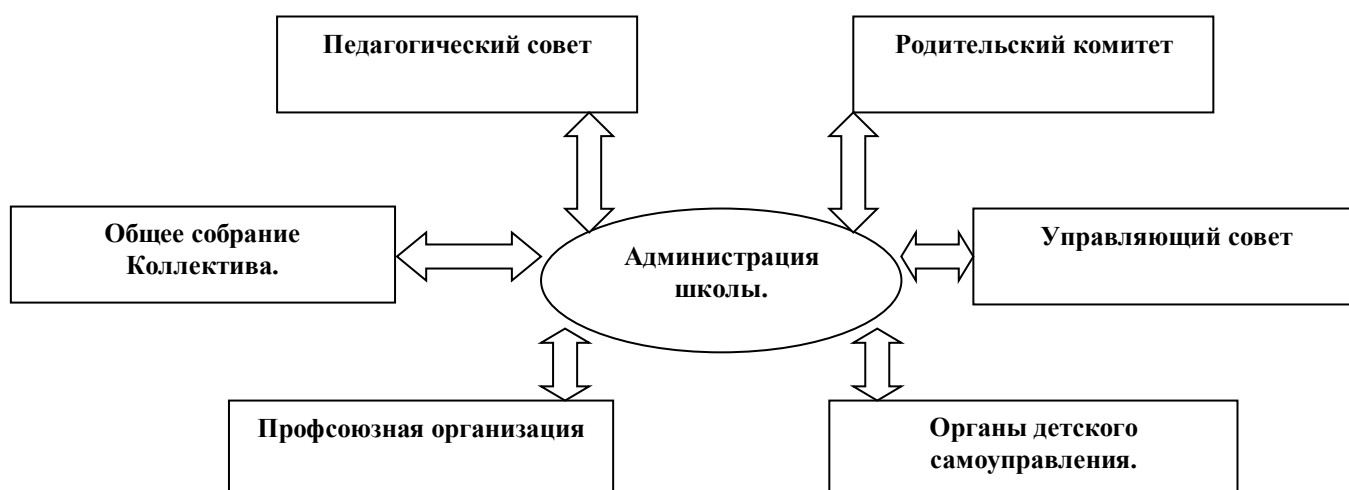 Педагогический совет
Родительский комитет
Общее собрание
Коллектива.
Администрация
школы.
Управляющий совет
Профсоюзная организация
Органы детского
самоуправления.